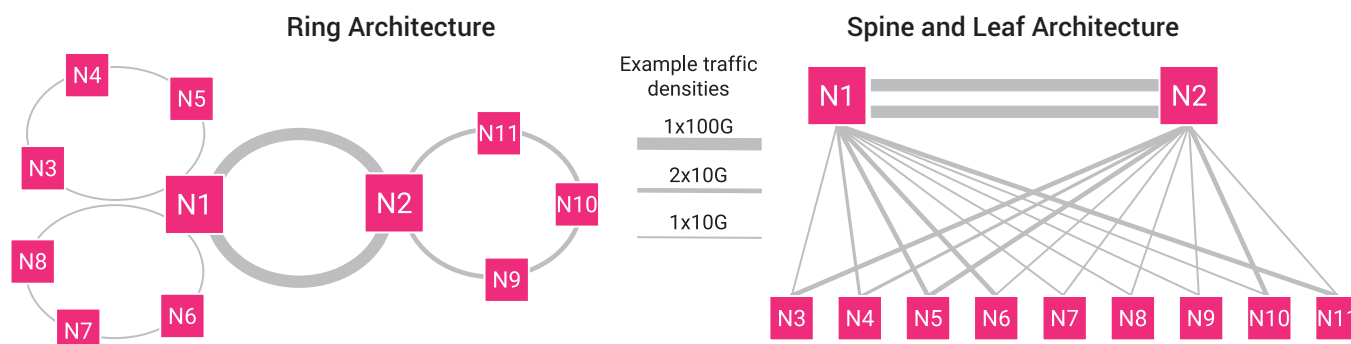 Ring Architecture
N4
N5
N3
N1
N8
N7
N6
N2
N11
N10
N9
Example traffic
densities
1x100G
2x10G
1x10G
Spine and Leaf Architecture
N1
N2
N3
N4
N5
N6
N7
N8
N9
N10
N11